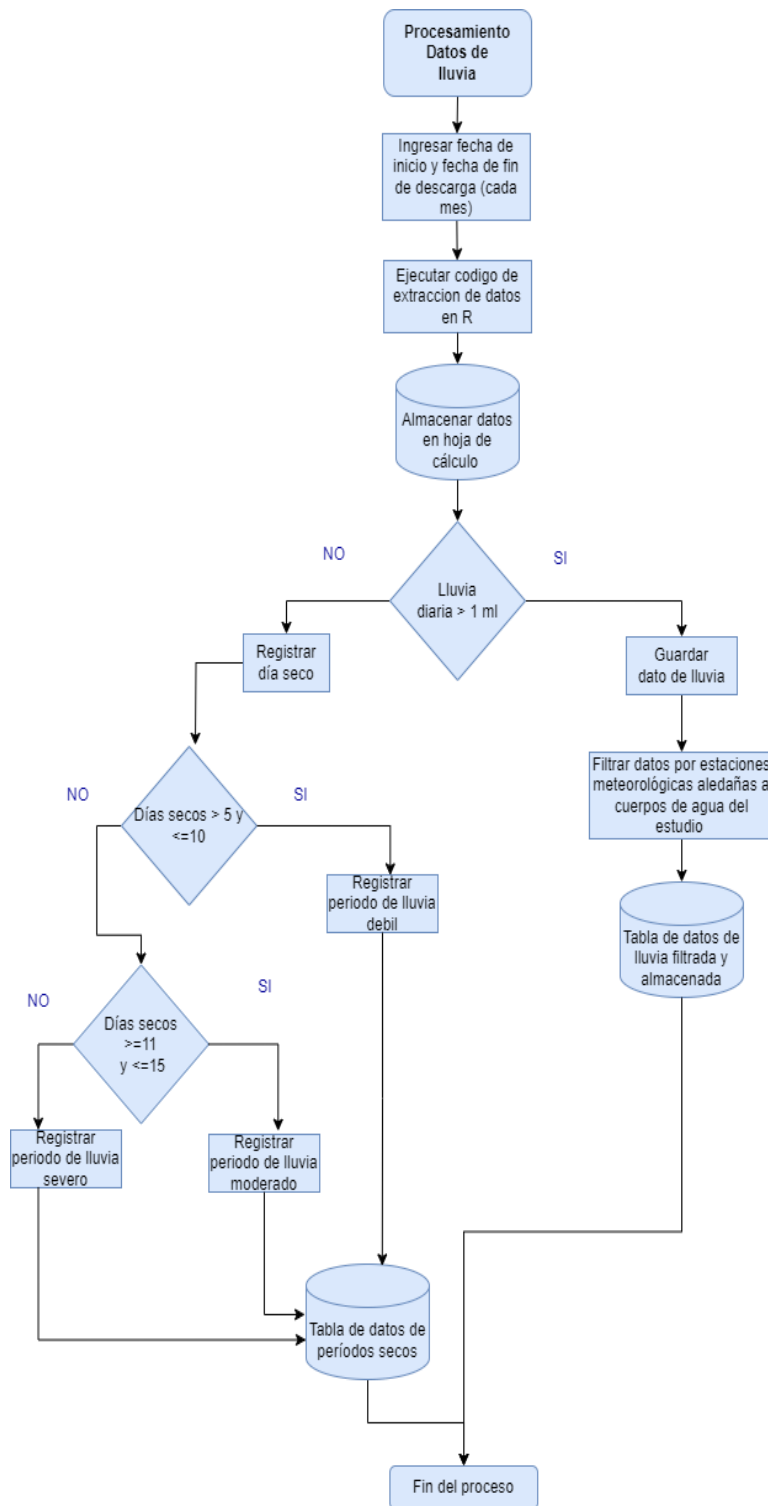 Procesamiento
Datos de
lluvia
Ingresar fecha de
inicio y fecha de fin
de descarga (cada
mes)
Ejecutar codigo de
extraccion de datos
en R
Almacenar datos
en hoja de
cálculo
NO
SI
Lluvia
diaria > 1 ml
Registrar
día seco
Guardar
dato de lluvia
NO
SI
Días secos > 5 y
<=10
Filtrar datos por estaciones
meteorológicas aledañas a
cuerpos de agua del
estudio
Registrar
periodo de lluvia
debil
Tabla de datos de
lluvia filtrada y
almacenada
NO
SI
Días secos
>=11
y <=15
Registrar
periodo de lluvia
severo
Registrar
periodo de lluvia
moderado
Tabla de datos de
períodos secos
Fin del proceso